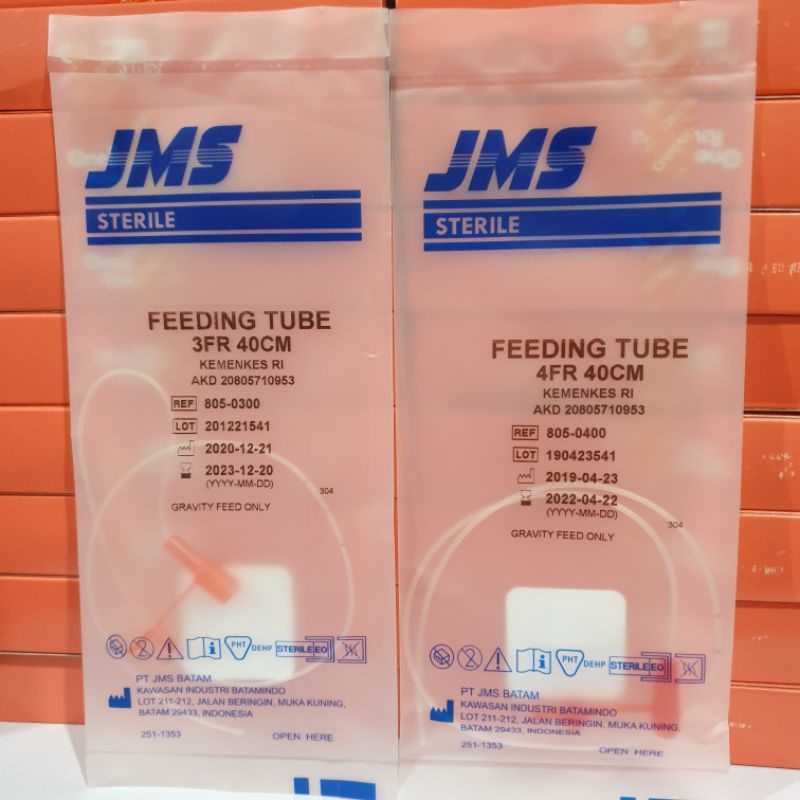 JMS
STERILE
FEEDING TUBE
3FR 40CM
KEMENKES RI
AKD 20805710953
REF 805-0300
LOT 201221541
2020-12-21
2023-12-20
(YYYY-MM-DD)
304
GRAVITY FEED ONLY
PHT DEHP STERILE EO
PT JMS BATAM
KAWASAN INDUSTRI BATAMINDO
LOT 211-212, JALAN BERINGIN, MUKA KUNING,
BATAM 29433, INDONESIA
251-1353 OPEN HERE
JMS
STERILE
FEEDING TUBE
4FR 40CM
KEMENKES RI
AKD 20805710953
REF 805-0400
LOT 190423541
2019-04-23
2022-04-22
(YYYY-MM-DD)
304
GRAVITY FEED ONLY
PHT DEHP STERILE EO
PT JMS BATAM
KAWASAN INDUSTRI BATAMINDO
LOT 211-212, JALAN BERINGIN, MUKA KUNING,
BATAM 29433, INDONESIA
251-1353 OPEN HERE